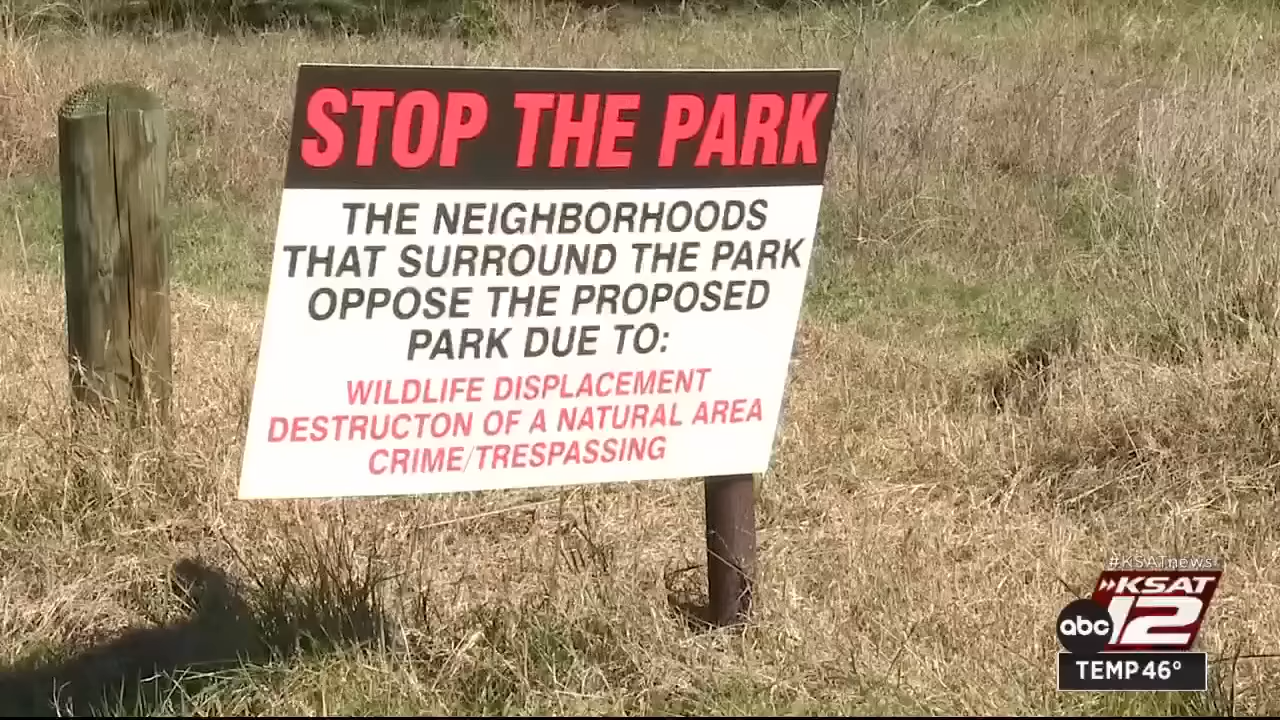 STOP THE PARK
THE NEIGHBORHOODS
THAT SURROUND THE PARK
OPPOSE THE PROPOSED
PARK DUE TO:
WILDLIFE DISPLACEMENT
DESTRUCTON OF A NATURAL AREA
CRIME/TRESPASSING
#KSATnews
KSAT
abc 12
TEMP 46°